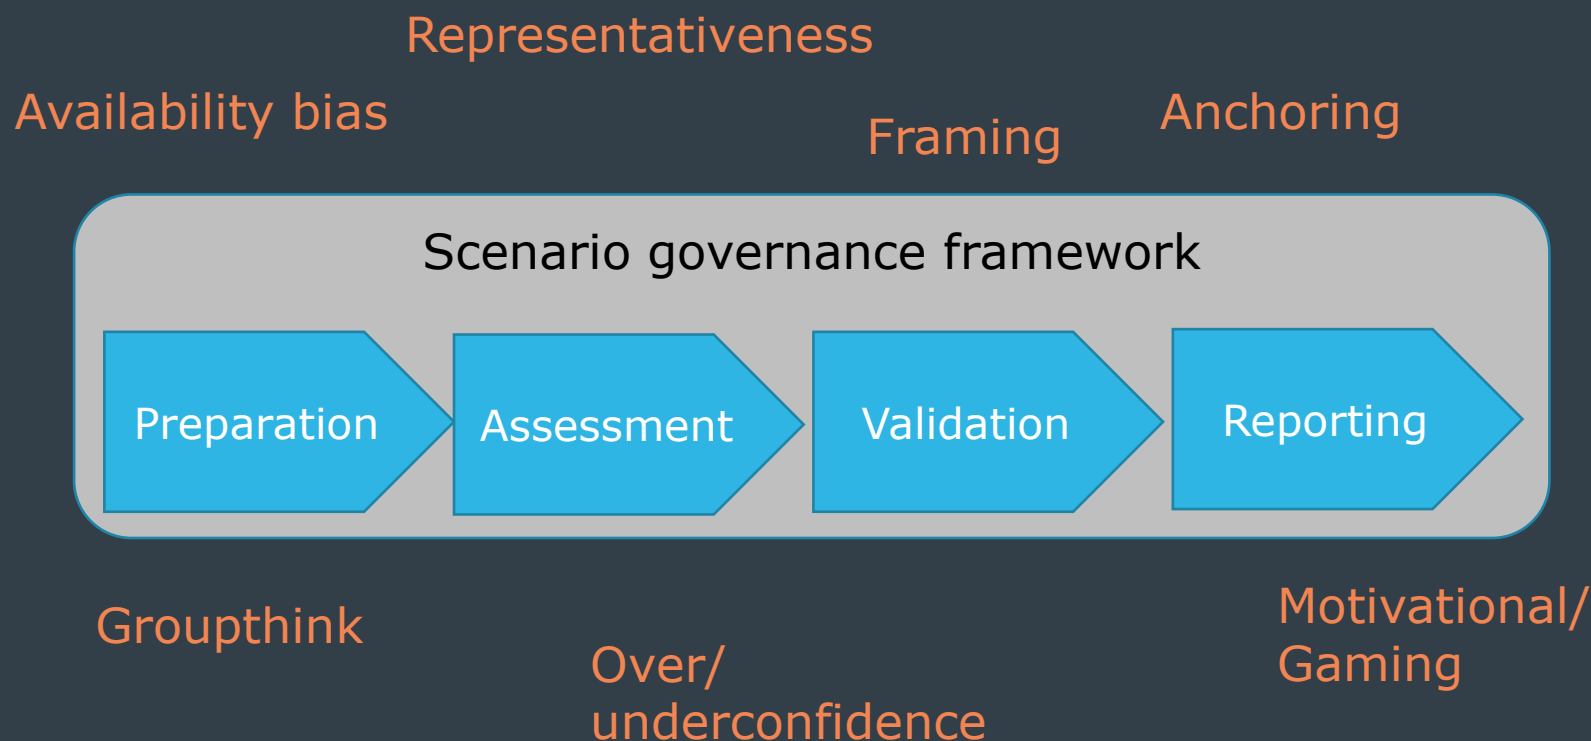 Representativeness
Availability bias
Anchoring
Framing
Scenario governance framework
Preparation
Assessment
Validation
Reporting
Groupthink
Over/
underconfidence
Motivational/
Gaming